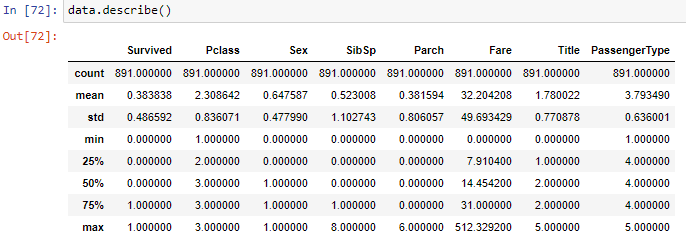 In [72]: data.describe()
Out[72]:
Survived Pclass Sex SibSp Parch Fare Title PassengerType
count 891.000000 891.000000 891.000000 891.000000 891.000000 891.000000 891.000000 891.000000
mean 0.383838 2.308642 0.647587 0.523008 0.381594 32.204208 1.780022 3.793490
std 0.486592 0.836071 0.477990 1.102743 0.806057 49.693429 0.770878 0.636001
min 0.000000 1.000000 0.000000 0.000000 0.000000 0.000000 0.000000 1.000000
25% 0.000000 2.000000 0.000000 0.000000 0.000000 7.910400 1.000000 4.000000
50% 0.000000 3.000000 1.000000 0.000000 0.000000 14.454200 2.000000 4.000000
75% 1.000000 3.000000 1.000000 1.000000 0.000000 31.000000 2.000000 4.000000
max 1.000000 3.000000 1.000000 8.000000 6.000000 512.329200 5.000000 5.000000